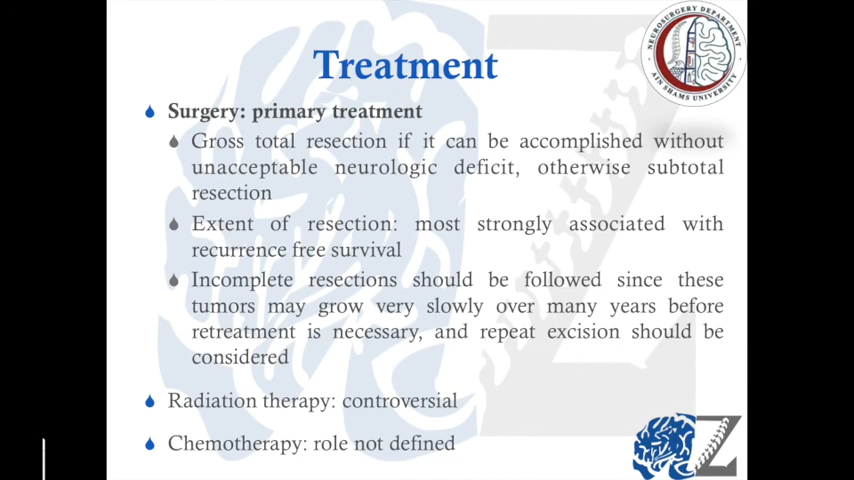 Treatment
NEUROSURGERY DEPARTMENT
AIN SHAMS UNIVERSITY
Surgery: primary treatment
Gross total resection if it can be accomplished without
unacceptable neurologic deficit, otherwise subtotal
resection
Extent of resection: most strongly associated with
recurrence free survival
Incomplete resections should be followed since these
tumors may grow very slowly over many years before
retreatment is necessary, and repeat excision should be
considered
Radiation therapy: controversial
Chemotherapy: role not defined
Z